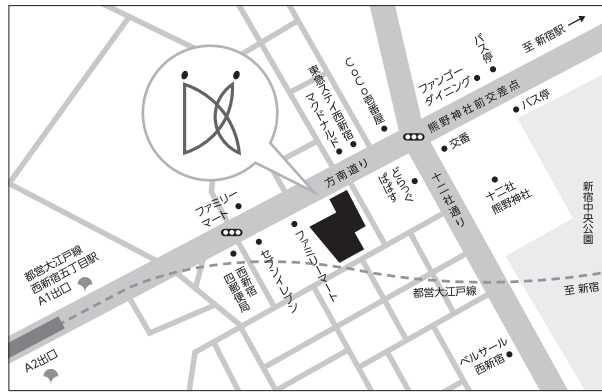 至 新宿駅
バス停
ファンゴー
ダイニング
CoCo壱番屋
東急ステイ西新宿
マクドナルド
熊野神社前交差点
バス停
交番
方南道り
どらっぐ
ぱぱす
十二社通り
十二社
熊野神社
新宿中央公園
ファミリー
マート
ファミリーマート
セブンイレブン
西新宿
四郵便局
都営大江戸線
西新宿五丁目駅
A1出口
都営大江戸線
至 新宿
A2出口
ベルサール
西新宿